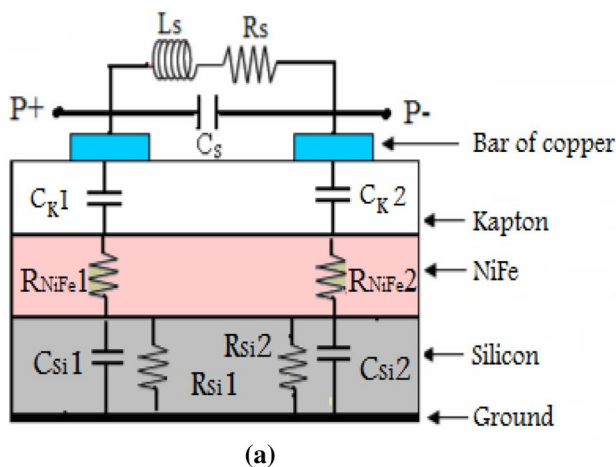 Ls
Rs
P+
P-
Cs
Bar of copper
CK1
CK2
Kapton
RNiFe1
RNiFe2
NiFe
CSi1
RSi2
RSi1
CSi2
Silicon
Ground
(a)